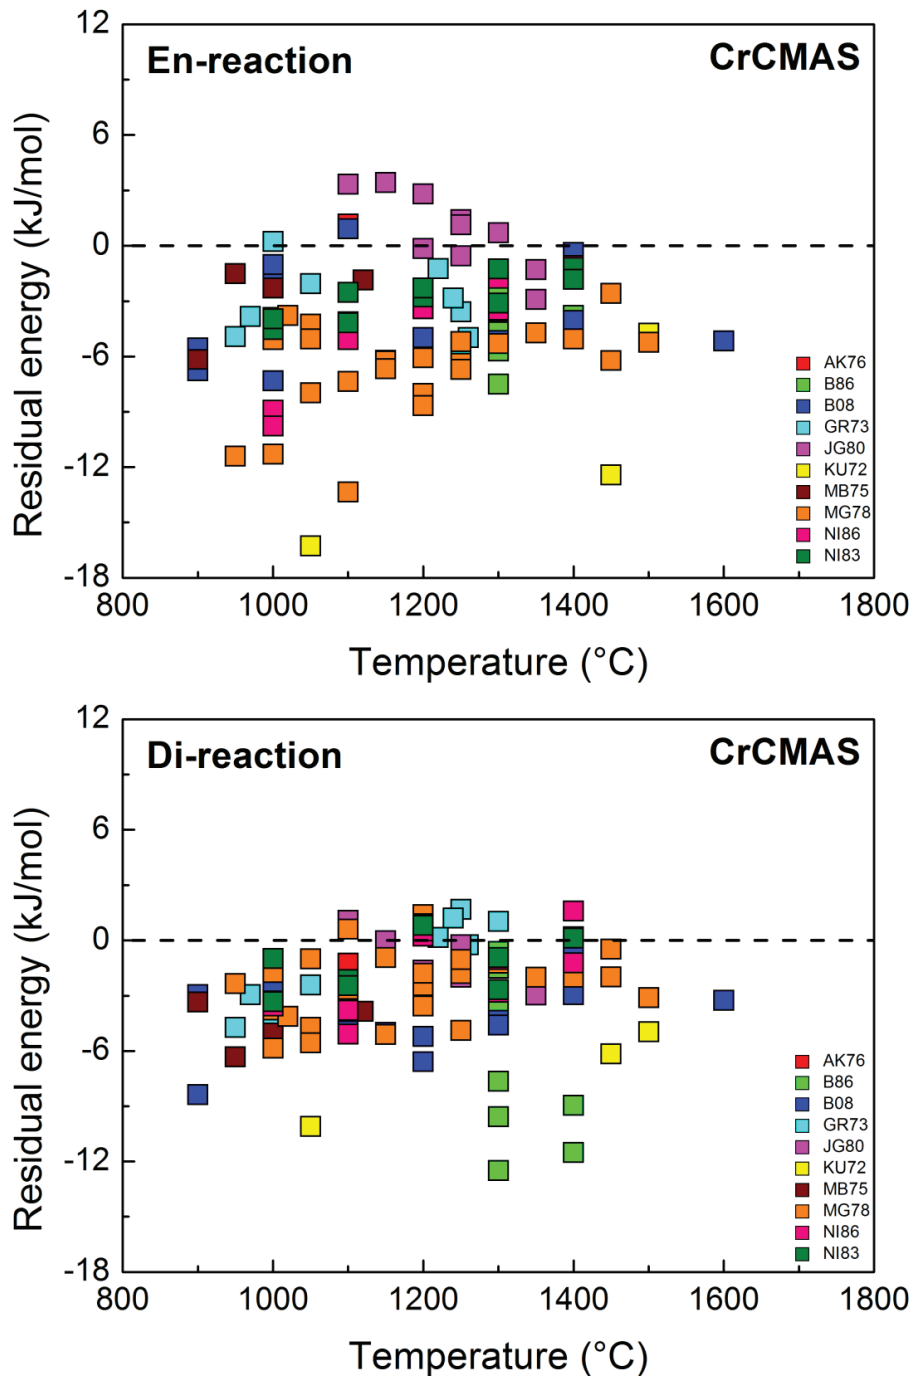 En-reaction
CrCMAS
12
6
0
-6
-12
-18
Residual energy (kJ/mol)
AK76
B86
B08
GR73
JG80
KU72
MB75
MG78
NI86
NI83
800 1000 1200 1400 1600 1800
Temperature (°C)
Di-reaction
CrCMAS
12
6
0
-6
-12
-18
Residual energy (kJ/mol)
AK76
B86
B08
GR73
JG80
KU72
MB75
MG78
NI86
NI83
800 1000 1200 1400 1600 1800
Temperature (°C)